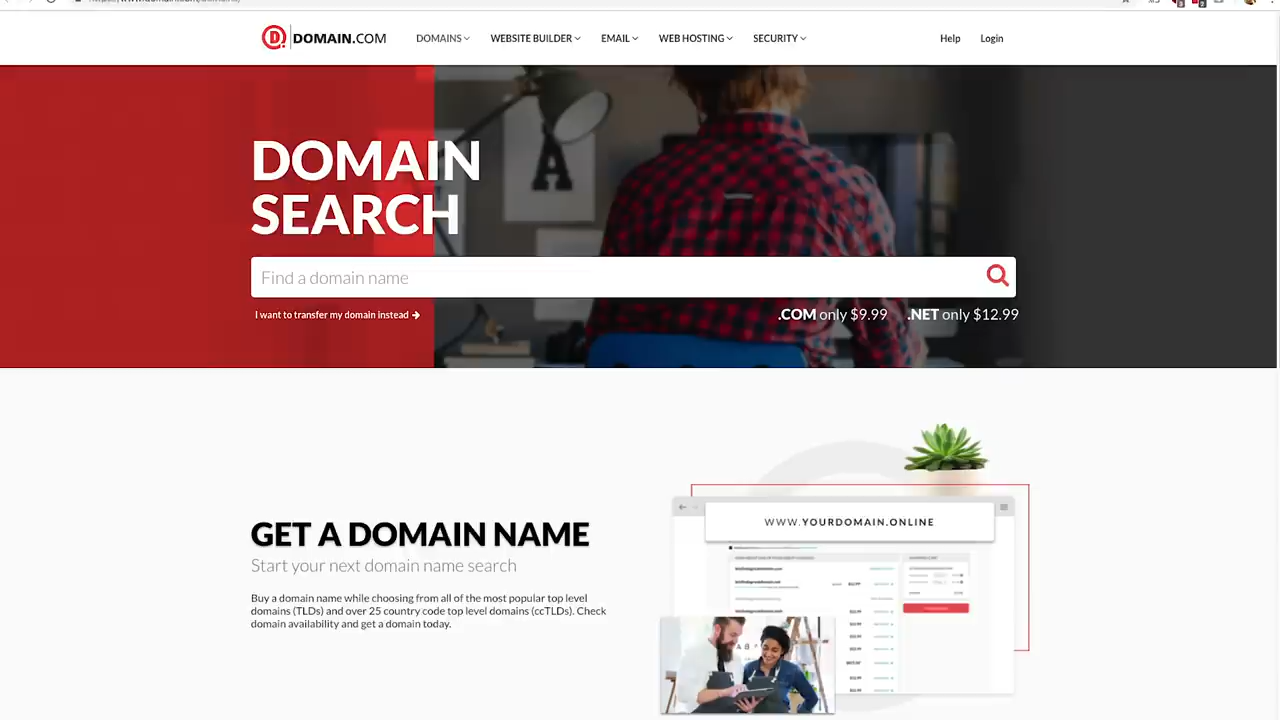 DOMAIN.COM
DOMAINS
WEBSITE BUILDER
EMAIL
WEB HOSTING
SECURITY
Help
Login
A
DOMAIN
SEARCH
Find a domain name
I want to transfer my domain instead
.COM only $9.99
.NET only $12.99
WWW.YOURDOMAIN.ONLINE
GET A DOMAIN NAME
Start your next domain name search
Buy a domain name while choosing from all of the most popular top level
domains (TLDs) and over 25 country code top level domains (ccTLDs). Check
domain availability and get a domain today.